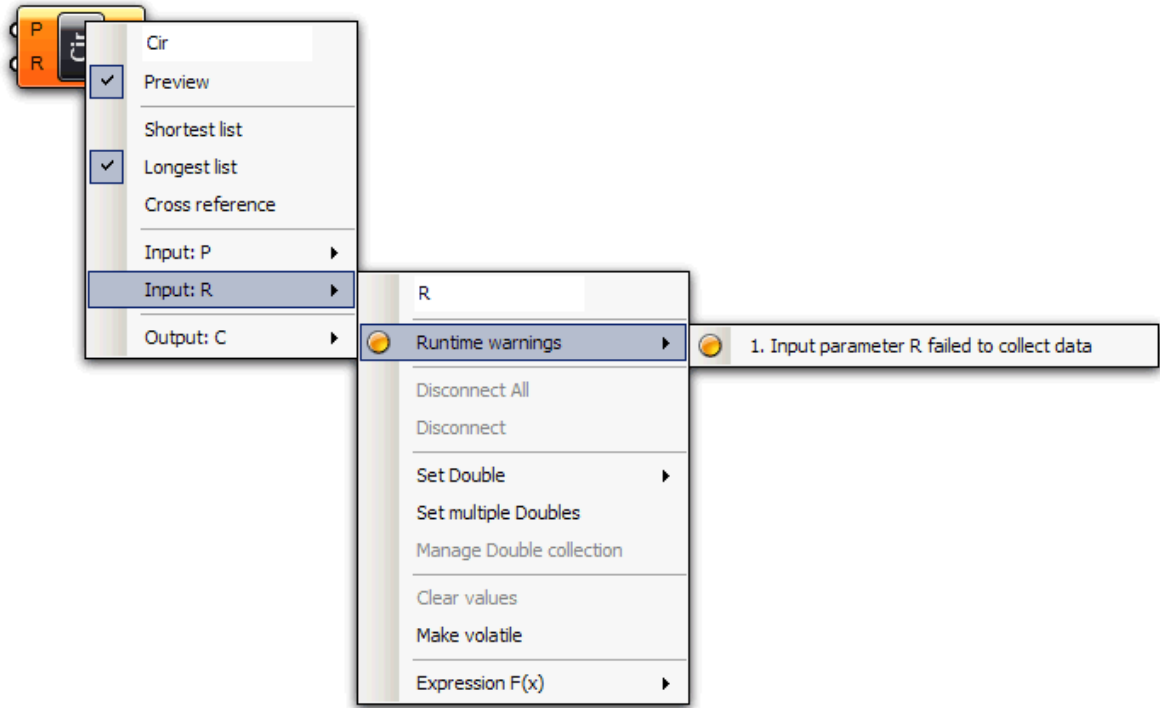 P
R
Cir
Cir
Preview
Shortest list
Longest list
Cross reference
Input: P
Input: R
Output: C
R
Runtime warnings
1. Input parameter R failed to collect data
Disconnect All
Disconnect
Set Double
Set multiple Doubles
Manage Double collection
Clear values
Make volatile
Expression F(x)